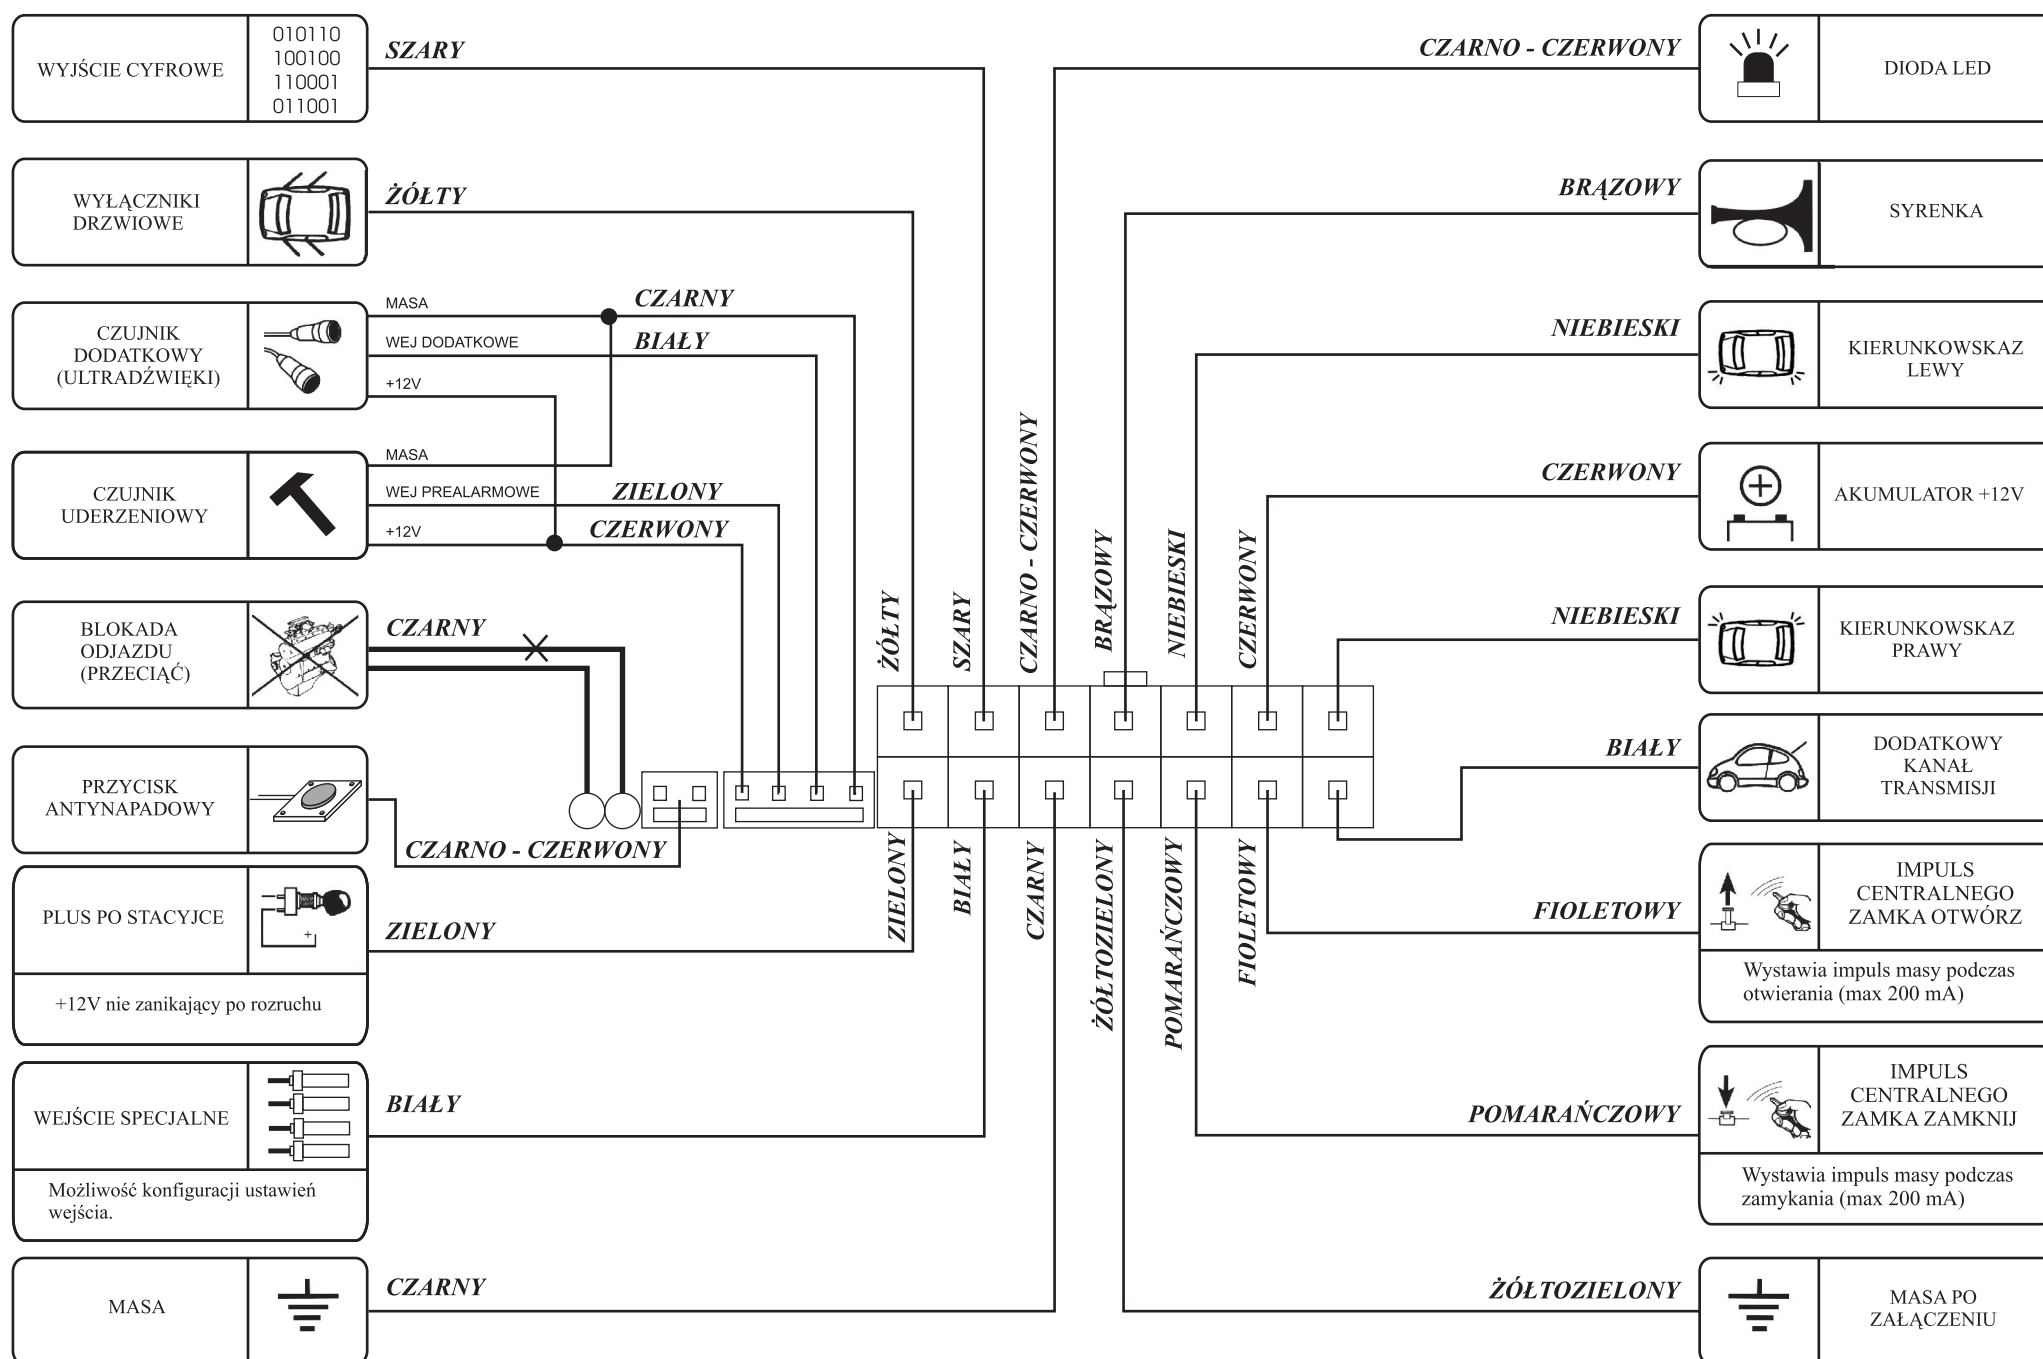 WYJŚCIE CYFROWE
010110
100100
110001
011001
SZARY
WYŁĄCZNIKI
DRZWIOWE
ŻÓŁTY
CZUJNIK
DODATKOWY
(ULTRADŹWIĘKI)
MASA
CZARNY
WEJ DODATKOWE
BIAŁY
+12V
CZUJNIK
UDERZENIOWY
MASA
WEJ PREALARMOWE
ZIELONY
+12V
CZERWONY
BLOKADA
ODJAZDU
(PRZECIĄĆ)
CZARNY
PRZYCISK
ANTYNAPADOWY
CZARNO - CZERWONY
PLUS PO STACYJCE
+
ZIELONY
+12V nie zanikający po rozruchu
WEJŚCIE SPECJALNE
BIAŁY
Możliwość konfiguracji ustawień
wejścia.
MASA
CZARNY
ŻÓŁTY
SZARY
CZARNO - CZERWONY
BRĄZOWY
NIEBIESKI
CZERWONY
ZIELONY
BIAŁY
CZARNY
ŻÓŁTOZIELONY
POMARAŃCZOWY
FIOLETOWY
CZARNO - CZERWONY
DIODA LED
BRĄZOWY
SYRENKA
NIEBIESKI
KIERUNKOWSKAZ
LEWY
CZERWONY
AKUMULATOR +12V
NIEBIESKI
KIERUNKOWSKAZ
PRAWY
BIAŁY
DODATKOWY
KANAŁ
TRANSMISJI
FIOLETOWY
IMPULS
CENTRALNEGO
ZAMKA OTWÓRZ
Wystawia impuls masy podczas
otwierania (max 200 mA)
POMARAŃCZOWY
IMPULS
CENTRALNEGO
ZAMKA ZAMKNIJ
Wystawia impuls masy podczas
zamykania (max 200 mA)
ŻÓŁTOZIELONY
MASA PO
ZAŁĄCZENIU